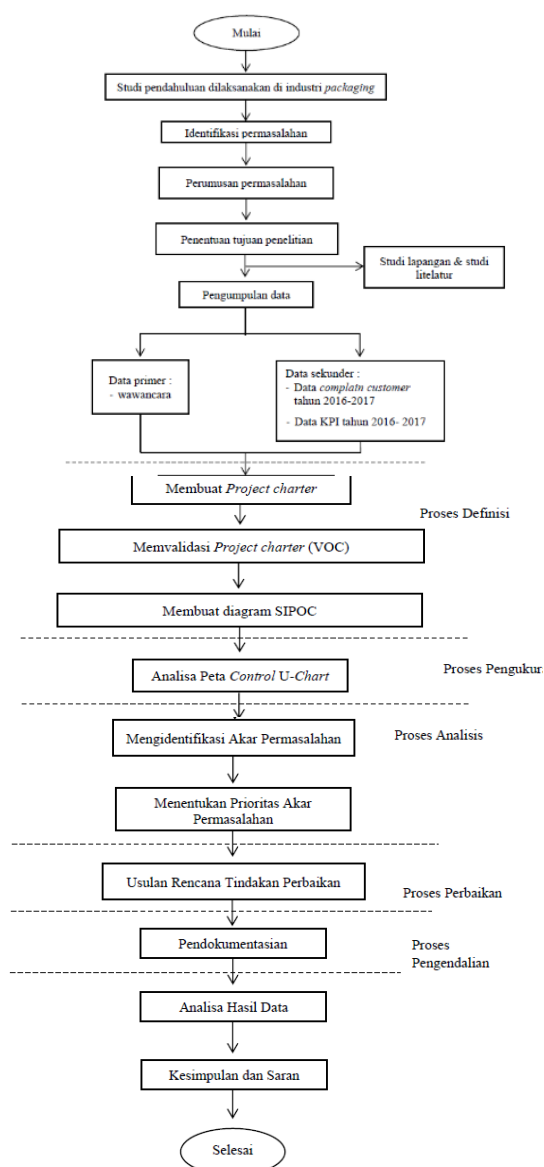 Mulai
Studi pendahuluan dilaksanakan di industri packaging
Identifikasi permasalahan
Perumusan permasalahan
Penentuan tujuan penelitian
Studi lapangan & studi
litelatur
Pengumpulan data
Data primer :
- wawancara
Data sekunder :
- Data complain customer
tahun 2016-2017
- Data KPI tahun 2016- 2017
Membuat Project charter
Proses Definisi
Memvalidasi Project charter (VOC)
Membuat diagram SIPOC
Analisa Peta Control U-Chart
Proses Pengukur
Mengidentifikasi Akar Permasalahan
Proses Analisis
Menentukan Prioritas Akar
Permasalahan
Usulan Rencana Tindakan Perbaikan
Proses Perbaikan
Pendokumentasian
Proses
Pengendalian
Analisa Hasil Data
Kesimpulan dan Saran
Selesai